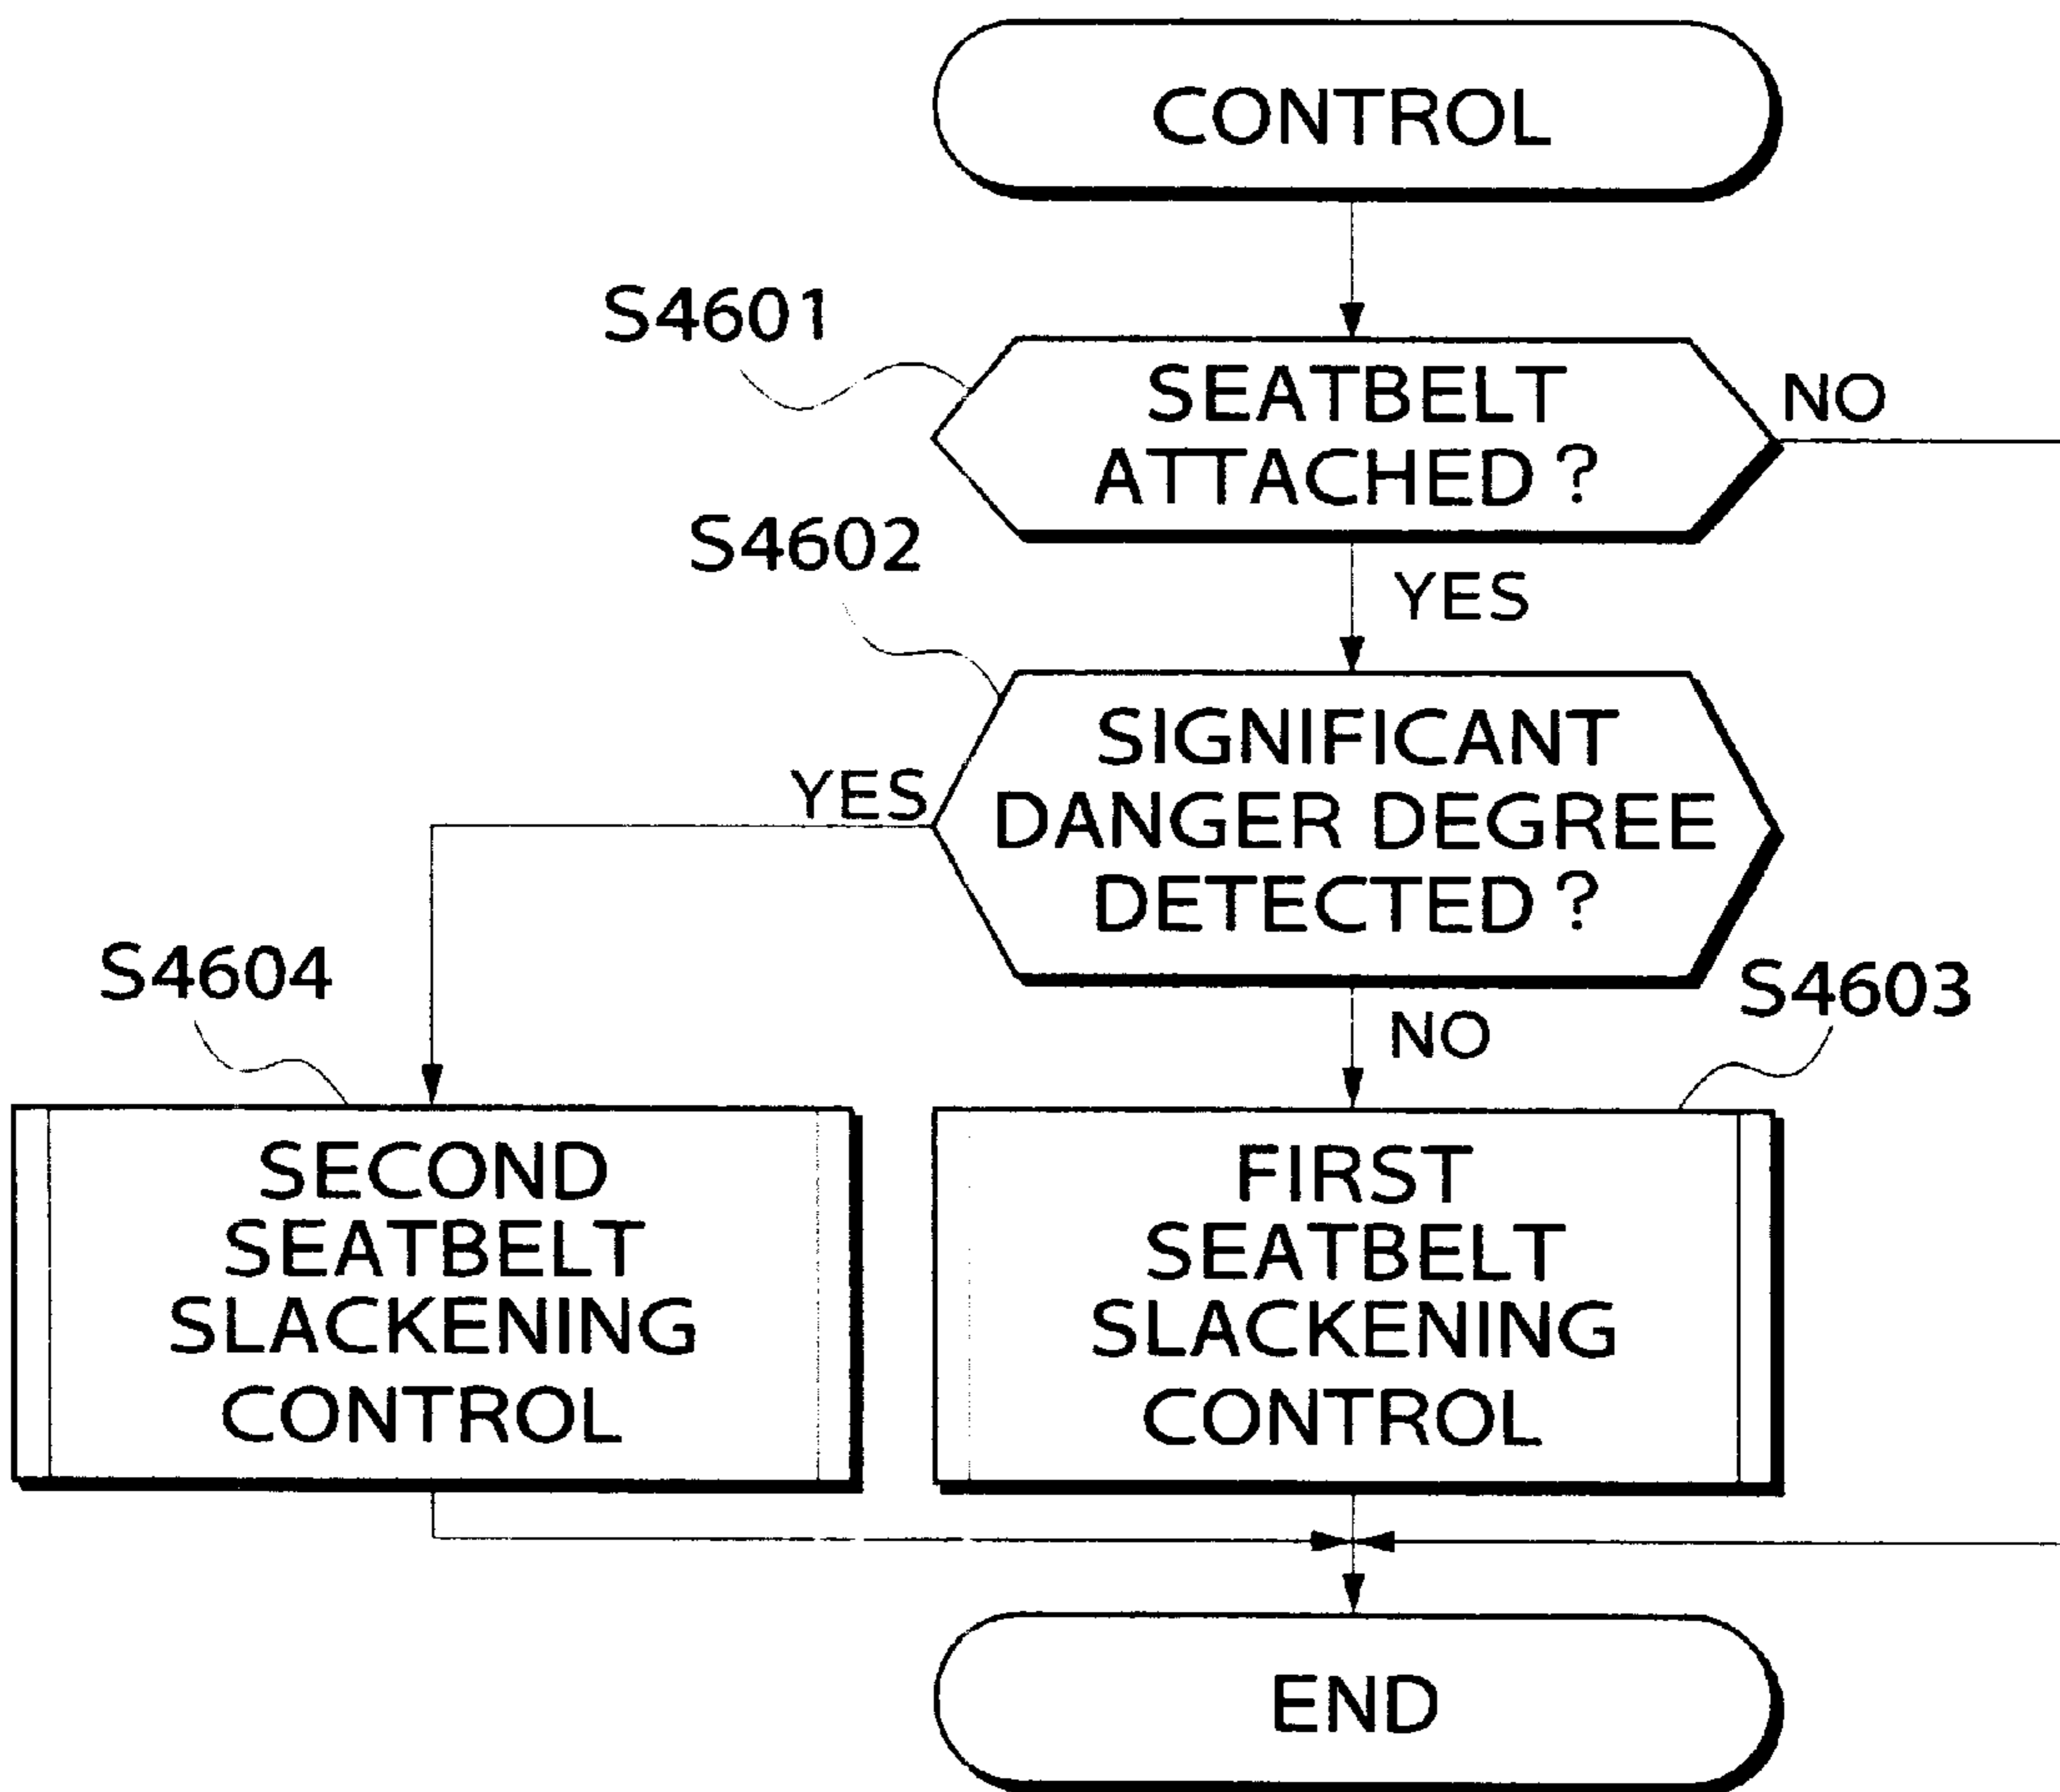 CONTROL
S4601
SEATBELT
ATTACHED ?
NO
S4602
YES
SIGNIFICANT
DANGER DEGREE
DETECTED ?
YES
S4604
S4603
NO
SECOND
SEATBELT
SLACKENING
CONTROL
FIRST
SEATBELT
SLACKENING
CONTROL
END